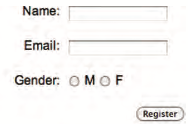 Name:
Email:
Gender: M F
Register